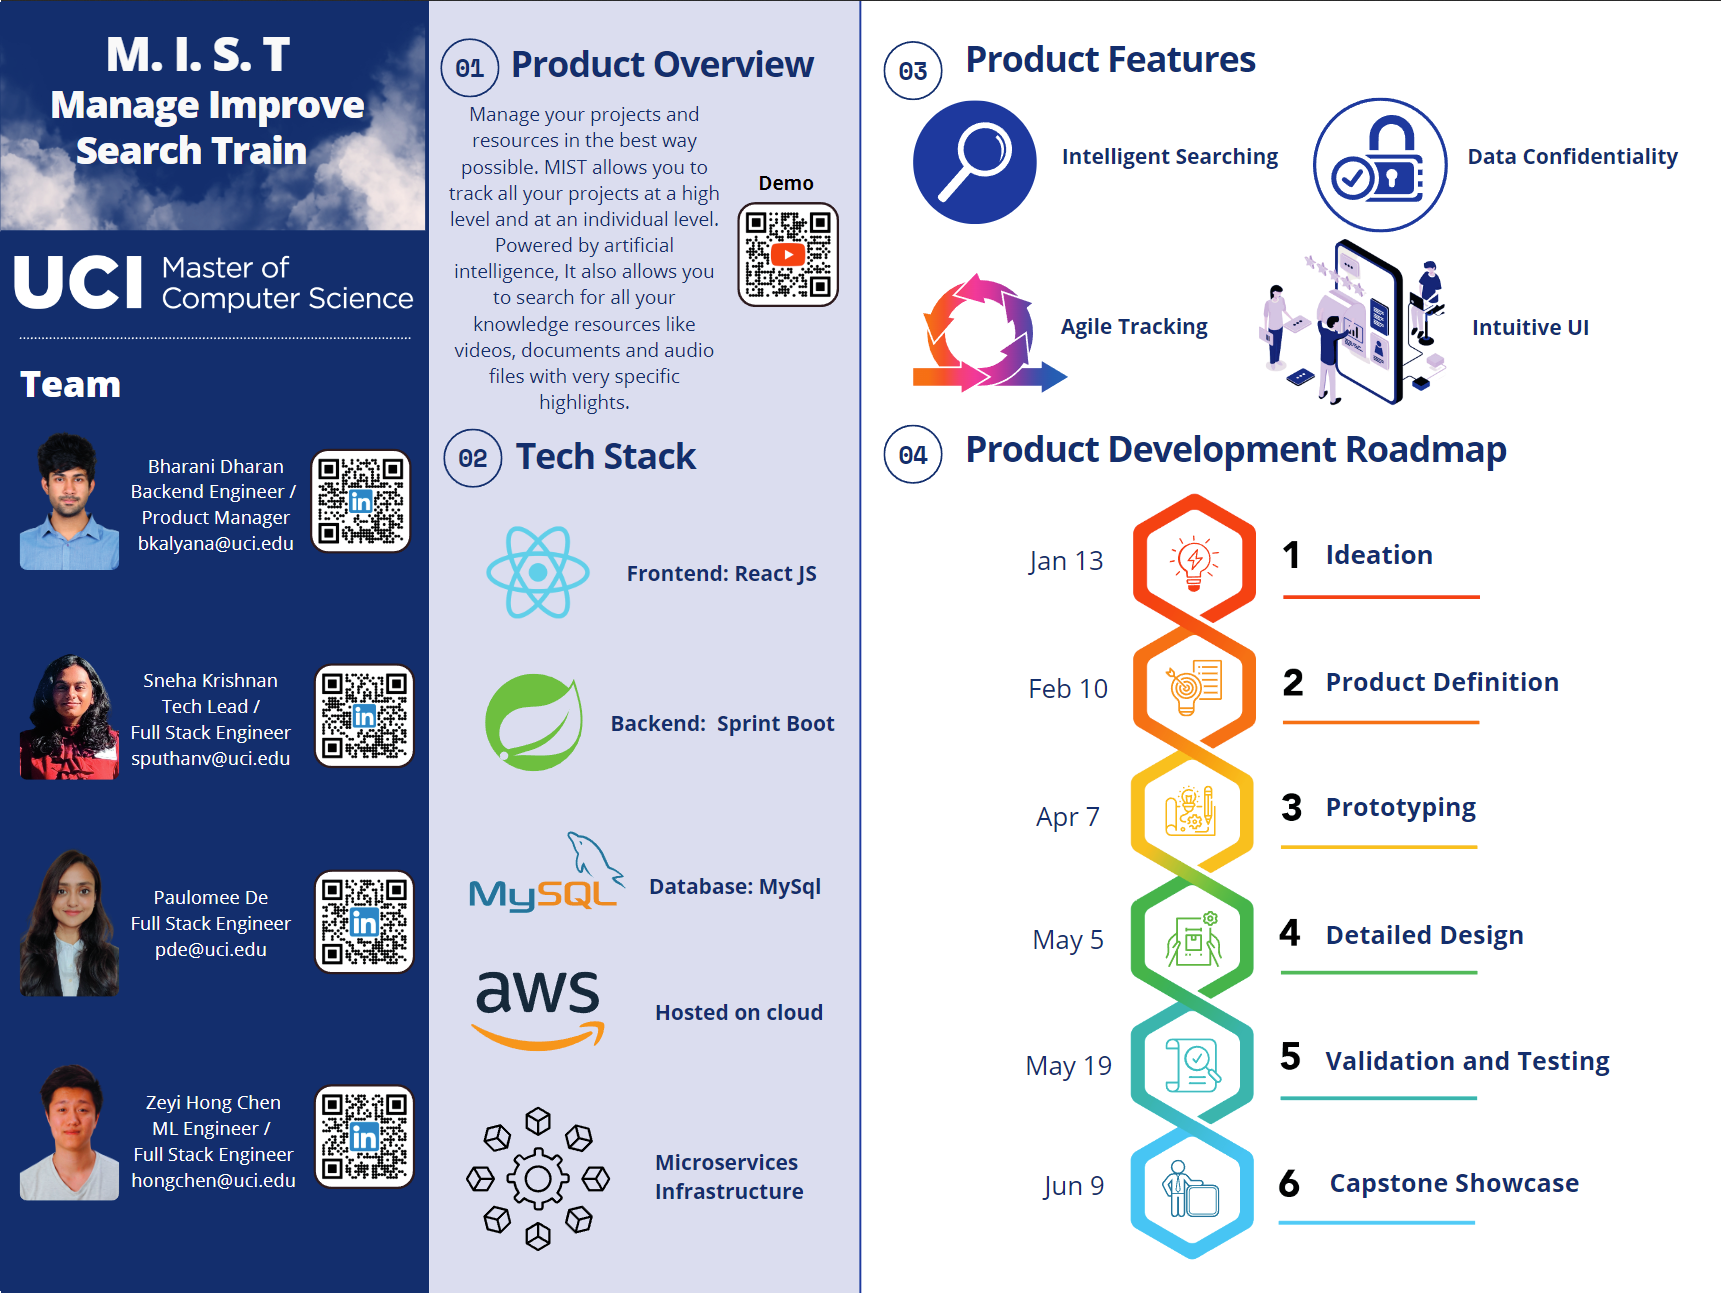 M. I. S. T
Manage Improve
Search Train
UCI Master of
Computer Science
Team
Bharani Dharan
Backend Engineer /
Product Manager
bkalyana@uci.edu
in
Sneha Krishnan
Tech Lead /
Full Stack Engineer
sputhanv@uci.edu
in
Paulomee De
Full Stack Engineer
pde@uci.edu
in
Zeyi Hong Chen
ML Engineer /
Full Stack Engineer
hongchen@uci.edu
in
01 Product Overview
Manage your projects and
resources in the best way
possible. MIST allows you to
track all your projects at a high
level and at an individual level.
Powered by artificial
intelligence, It also allows you
to search for all your
knowledge resources like
videos, documents and audio
files with very specific
highlights.
Demo
02 Tech Stack
Frontend: React JS
Backend:  Sprint Boot
MySQL
Database: MySql
aws
Hosted on cloud
Microservices
Infrastructure
03 Product Features
Intelligent Searching
Data Confidentiality
Agile Tracking
Intuitive UI
04 Product Development Roadmap
Jan 13
1 Ideation
Feb 10
2 Product Definition
Apr 7
3 Prototyping
May 5
4 Detailed Design
May 19
5 Validation and Testing
Jun 9
6 Capstone Showcase